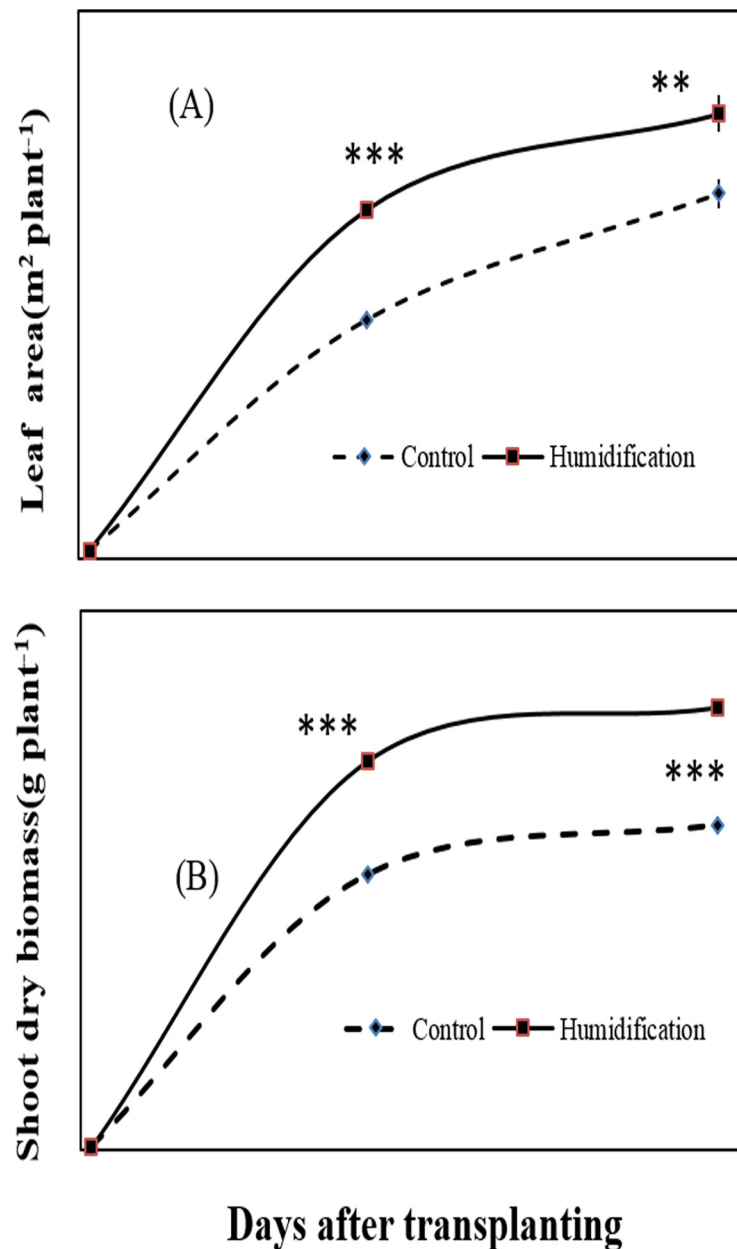 Leaf area(m² plant⁻¹)
(A)
***
**
Control
Humidification
Shoot dry biomass(g plant⁻¹)
(B)
***
***
Control
Humidification
Days after transplanting